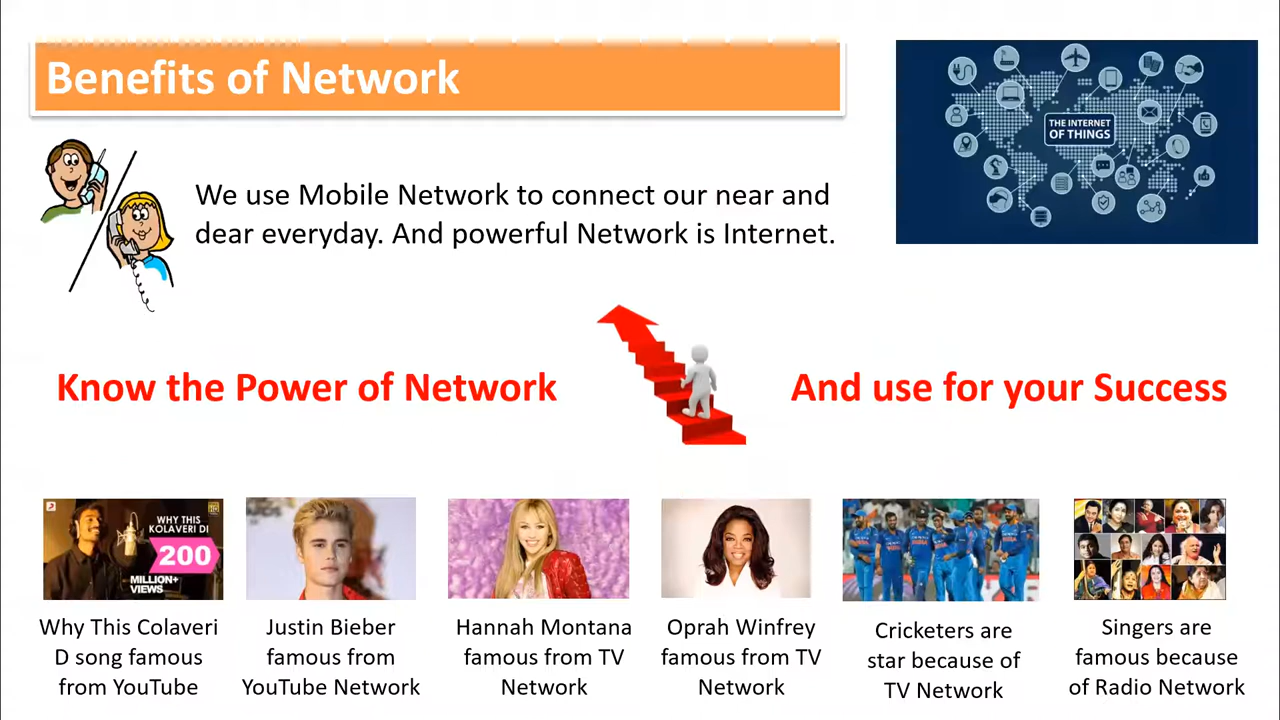 Benefits of Network
THE INTERNET
OF THINGS
We use Mobile Network to connect our near and
dear everyday. And powerful Network is Internet.
Know the Power of Network
And use for your Success
WHY THIS
KOLAVERI DI
200
MILLION+
VIEWS
Why This Colaveri
D song famous
from YouTube
Justin Bieber
famous from
YouTube Network
Hannah Montana
famous from TV
Network
Oprah Winfrey
famous from TV
Network
Cricketers are
star because of
TV Network
Singers are
famous because
of Radio Network